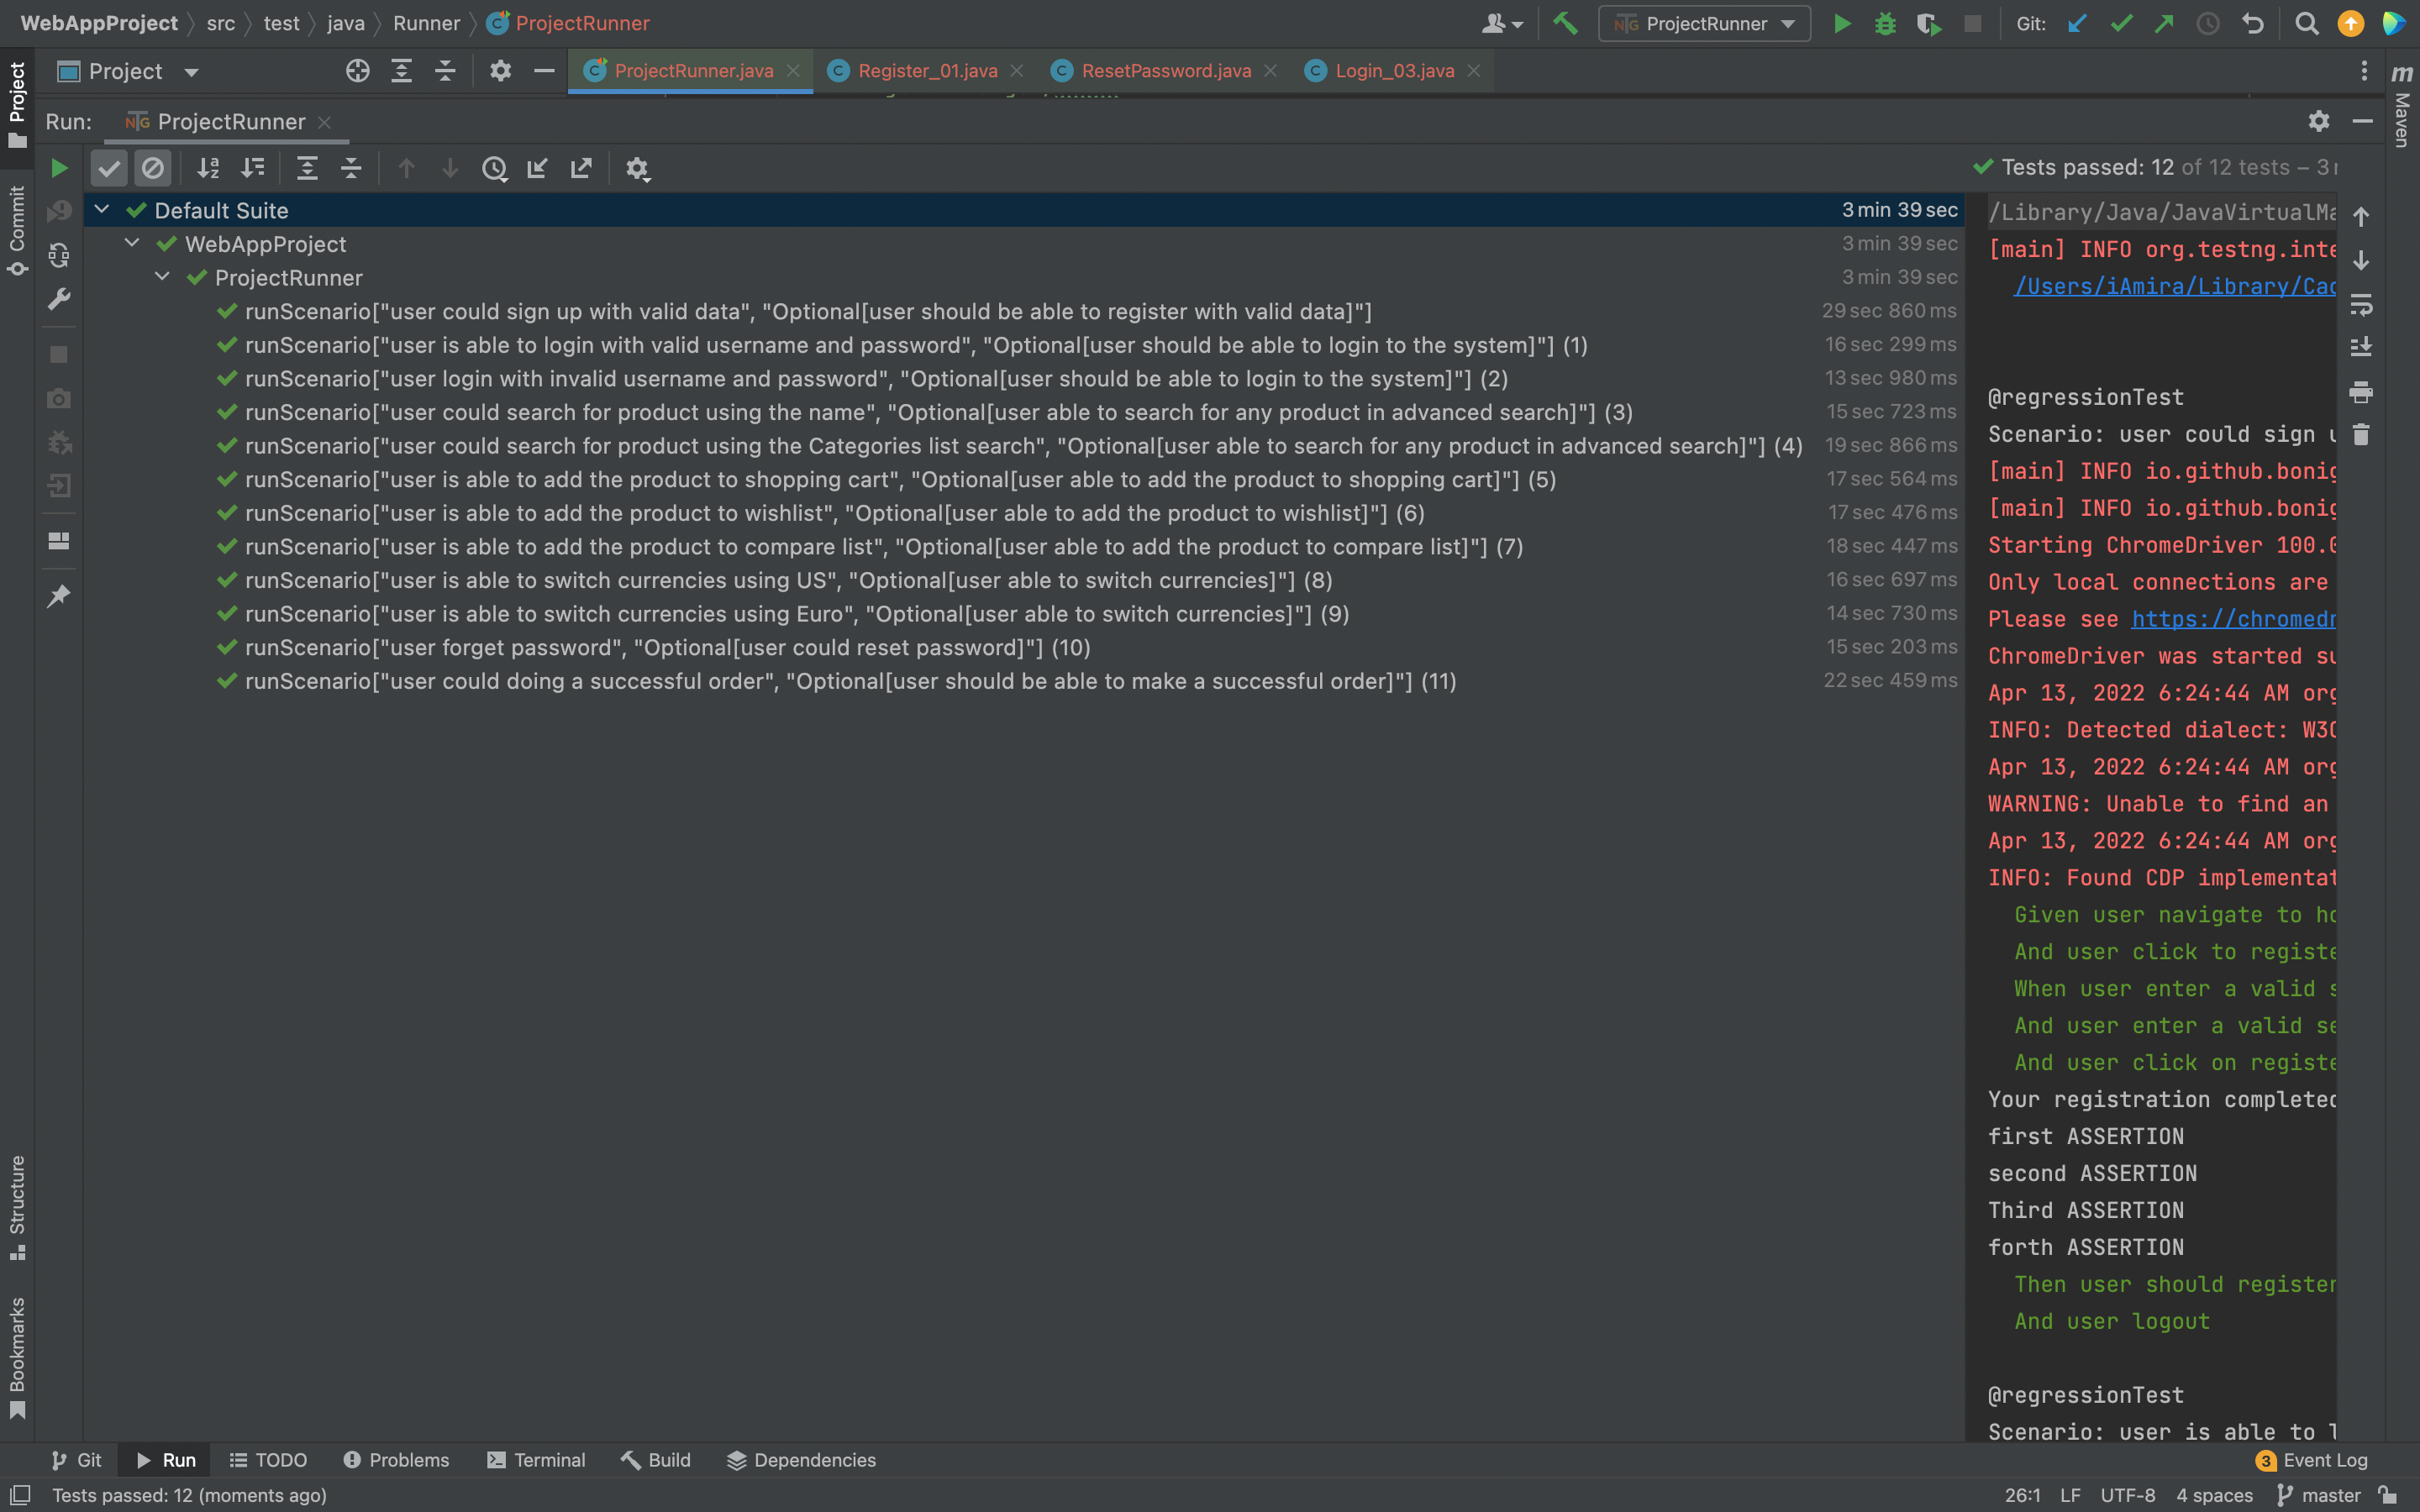 WebAppProject src test java Runner ProjectRunner
ProjectRunner Git:
Project
ProjectRunner.java Register_01.java ResetPassword.java Login_03.java
Run: ProjectRunner
Tests passed: 12 of 12 tests – 3
Default Suite 3 min 39 sec
WebAppProject 3 min 39 sec
ProjectRunner 3 min 39 sec
runScenario["user could sign up with valid data", "Optional[user should be able to register with valid data]"] 29 sec 860 ms
runScenario["user is able to login with valid username and password", "Optional[user should be able to login to the system]"] (1) 16 sec 299 ms
runScenario["user login with invalid username and password", "Optional[user should be able to login to the system]"] (2) 13 sec 980 ms
runScenario["user could search for product using the name", "Optional[user able to search for any product in advanced search]"] (3) 15 sec 723 ms
runScenario["user could search for product using the Categories list search", "Optional[user able to search for any product in advanced search]"] (4) 19 sec 866 ms
runScenario["user is able to add the product to shopping cart", "Optional[user able to add the product to shopping cart]"] (5) 17 sec 564 ms
runScenario["user is able to add the product to wishlist", "Optional[user able to add the product to wishlist]"] (6) 17 sec 476 ms
runScenario["user is able to add the product to compare list", "Optional[user able to add the product to compare list]"] (7) 18 sec 447 ms
runScenario["user is able to switch currencies using US", "Optional[user able to switch currencies]"] (8) 16 sec 697 ms
runScenario["user is able to switch currencies using Euro", "Optional[user able to switch currencies]"] (9) 14 sec 730 ms
runScenario["user forget password", "Optional[user could reset password]"] (10) 15 sec 203 ms
runScenario["user could doing a successful order", "Optional[user should be able to make a successful order]"] (11) 22 sec 459 ms
/Library/Java/JavaVirtualMa
[main] INFO org.testng.inte
/Users/iAmira/Library/Cac
@regressionTest
Scenario: user could sign u
[main] INFO io.github.bonig
[main] INFO io.github.bonig
Starting ChromeDriver 100.0
Only local connections are
Please see https://chromedr
ChromeDriver was started su
Apr 13, 2022 6:24:44 AM org
INFO: Detected dialect: W3C
Apr 13, 2022 6:24:44 AM org
WARNING: Unable to find an
Apr 13, 2022 6:24:44 AM org
INFO: Found CDP implementat
Given user navigate to ho
And user click to registe
When user enter a valid s
And user enter a valid se
And user click on registe
Your registration completed
first ASSERTION
second ASSERTION
Third ASSERTION
forth ASSERTION
Then user should register
And user logout
@regressionTest
Scenario: user is able to l
Project
Commit
Structure
Bookmarks
m Maven
Git Run TODO Problems Terminal Build Dependencies 3 Event Log
Tests passed: 12 (moments ago) 26:1 LF UTF-8 4 spaces master